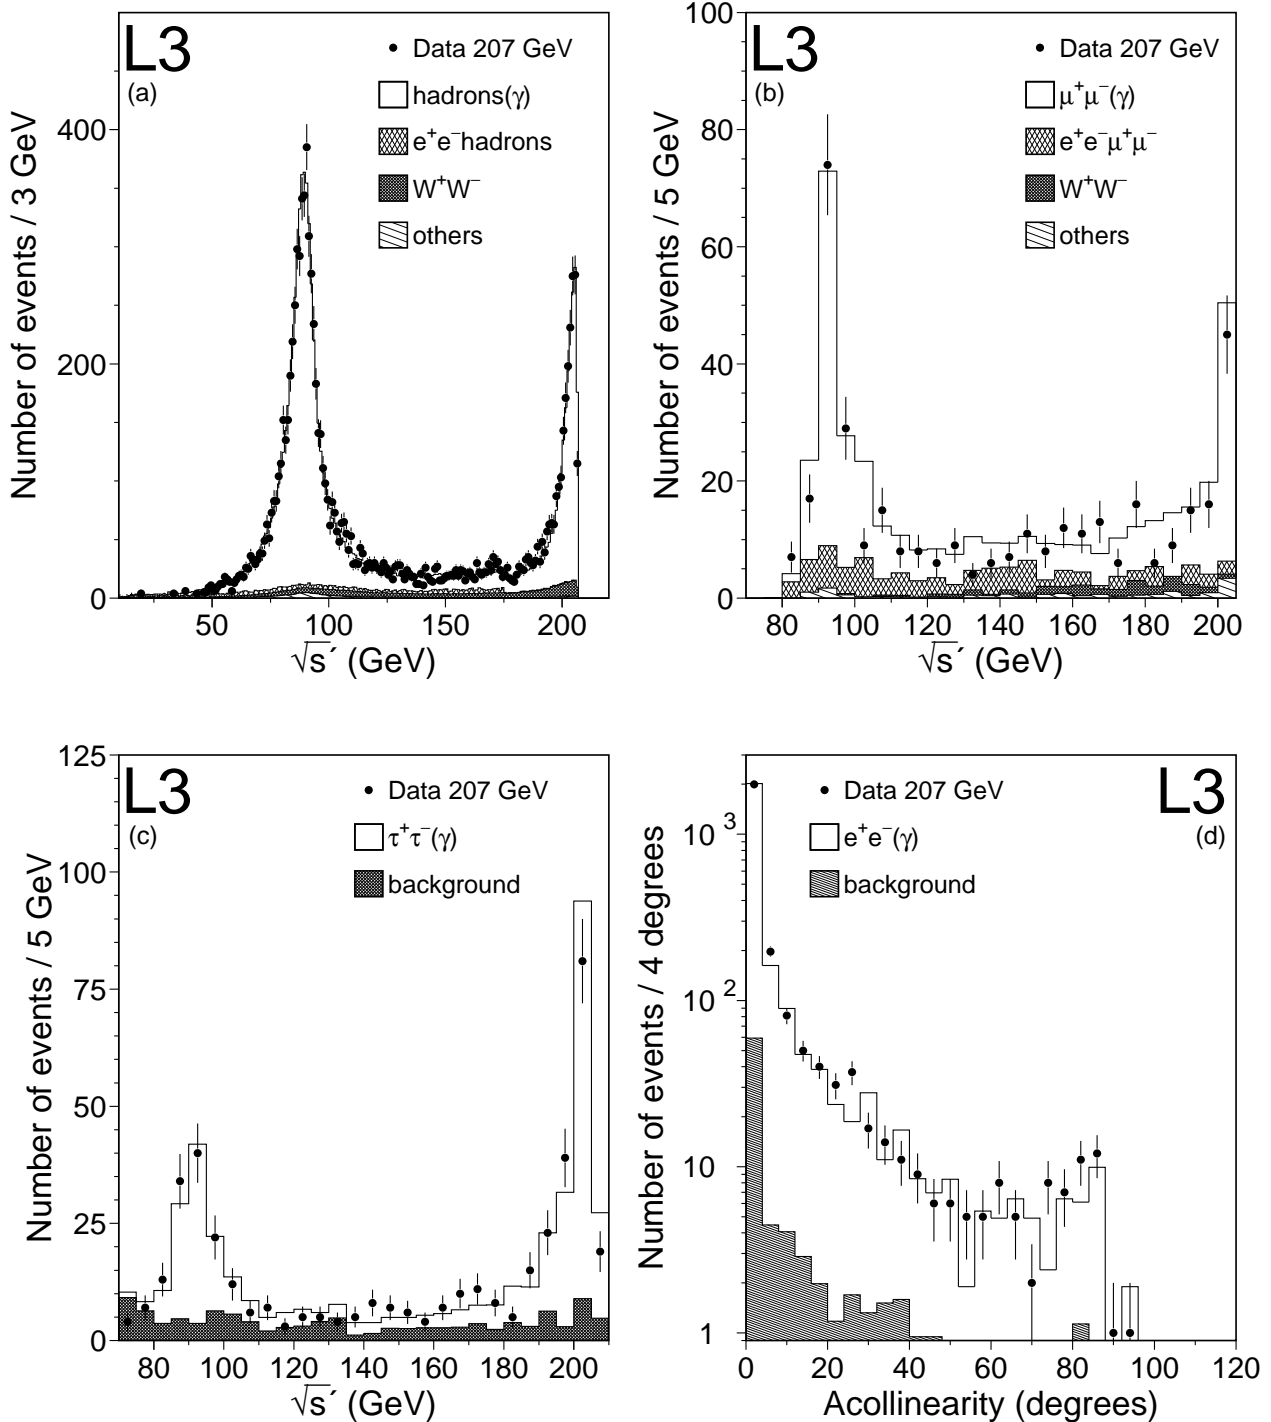 L3
(a)
Data 207 GeV
hadrons(γ)
e⁺e⁻hadrons
W⁺W⁻
others
Number of events / 3 GeV
400
200
0
50 100 150 200
√s´ (GeV)
L3
(b)
Data 207 GeV
μ⁺μ⁻(γ)
e⁺e⁻μ⁺μ⁻
W⁺W⁻
others
Number of events / 5 GeV
100
80
60
40
20
0
80 100 120 140 160 180 200
√s´ (GeV)
L3
(c)
Data 207 GeV
τ⁺τ⁻(γ)
background
Number of events / 5 GeV
125
100
75
50
25
0
80 100 120 140 160 180 200
√s´ (GeV)
L3
(d)
Data 207 GeV
e⁺e⁻(γ)
background
Number of events / 4 degrees
10³
10²
10
1
0 20 40 60 80 100 120
Acollinearity (degrees)